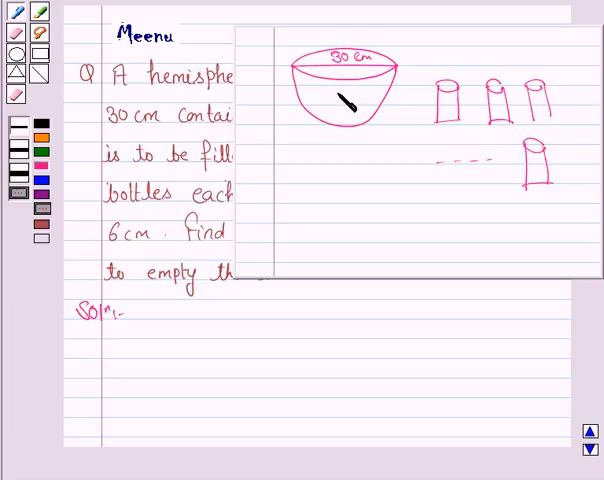 Meenu
Q A hemisphe
30 cm contai
is to be fill
bottles each
6 cm. Find
to empty th
Soln:-
30 cm